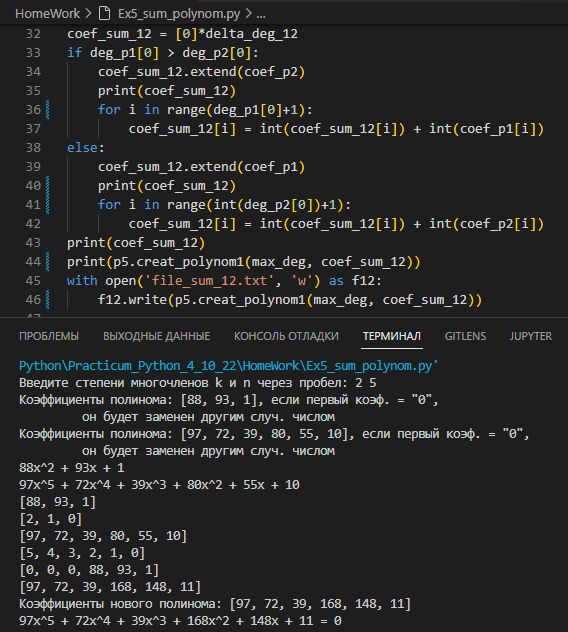 HomeWork > Ex5_sum_polynom.py > ...
32 coef_sum_12 = [0]*delta_deg_12
33 if deg_p1[0] > deg_p2[0]:
34     coef_sum_12.extend(coef_p2)
35     print(coef_sum_12)
36     for i in range(deg_p1[0]+1):
37         coef_sum_12[i] = int(coef_sum_12[i]) + int(coef_p1[i])
38 else:
39     coef_sum_12.extend(coef_p1)
40     print(coef_sum_12)
41     for i in range(int(deg_p2[0])+1):
42         coef_sum_12[i] = int(coef_sum_12[i]) + int(coef_p2[i])
43 print(coef_sum_12)
44 print(p5.creat_polynom1(max_deg, coef_sum_12))
45 with open('file_sum_12.txt', 'w') as f12:
46     f12.write(p5.creat_polynom1(max_deg, coef_sum_12))
ПРОБЛЕМЫ ВЫХОДНЫЕ ДАННЫЕ КОНСОЛЬ ОТЛАДКИ ТЕРМИНАЛ GITLENS JUPYTER
Python\Practicum_Python_4_10_22\HomeWork\Ex5_sum_polynom.py'
Введите степени многочленов k и n через пробел: 2 5
Коэффициенты полинома: [88, 93, 1], если первый коэф. = "0",
        он будет заменен другим случ. числом
Коэффициенты полинома: [97, 72, 39, 80, 55, 10], если первый коэф. = "0",
        он будет заменен другим случ. числом
88x^2 + 93x + 1
97x^5 + 72x^4 + 39x^3 + 80x^2 + 55x + 10
[88, 93, 1]
[2, 1, 0]
[97, 72, 39, 80, 55, 10]
[5, 4, 3, 2, 1, 0]
[0, 0, 0, 88, 93, 1]
[97, 72, 39, 168, 148, 11]
Коэффициенты нового полинома: [97, 72, 39, 168, 148, 11]
97x^5 + 72x^4 + 39x^3 + 168x^2 + 148x + 11 = 0